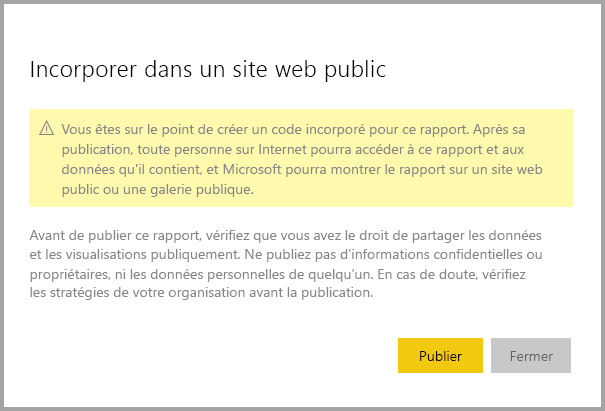 Incorporer dans un site web public
Vous êtes sur le point de créer un code incorporé pour ce rapport. Après sa
publication, toute personne sur Internet pourra accéder à ce rapport et aux
données qu'il contient, et Microsoft pourra montrer le rapport sur un site web
public ou une galerie publique.
Avant de publier ce rapport, vérifiez que vous avez le droit de partager les données
et les visualisations publiquement. Ne publiez pas d'informations confidentielles ou
propriétaires, ni les données personnelles de quelqu'un. En cas de doute, vérifiez
les stratégies de votre organisation avant la publication.
Publier
Fermer